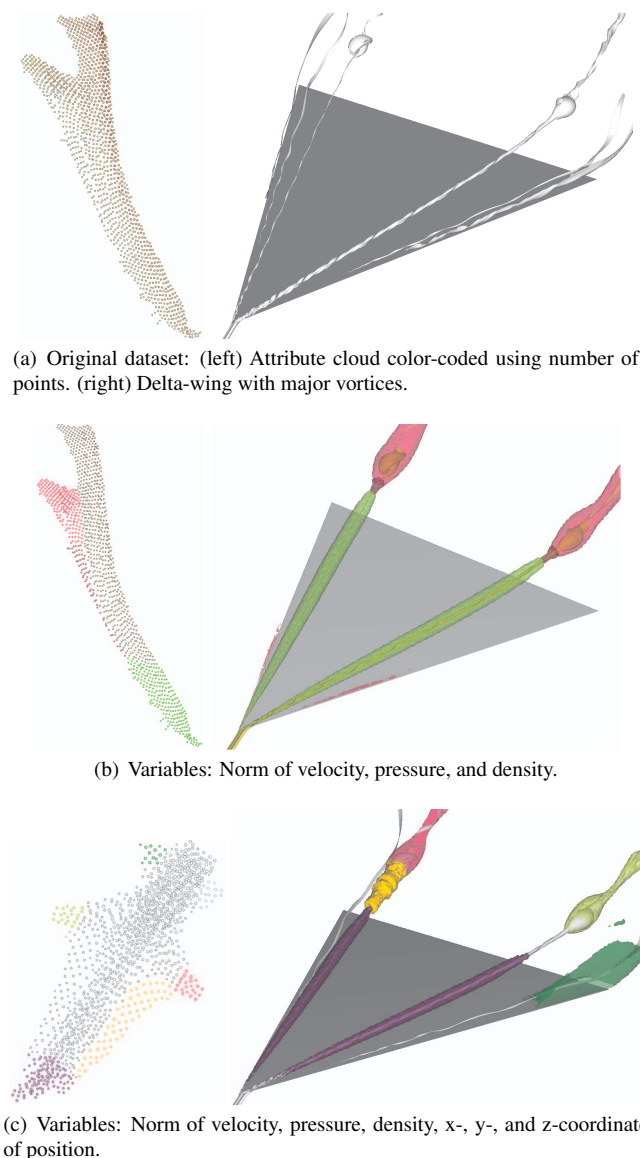 (a) Original dataset: (left) Attribute cloud color-coded using number of
points. (right) Delta-wing with major vortices.
(b) Variables: Norm of velocity, pressure, and density.
(c) Variables: Norm of velocity, pressure, density, x-, y-, and z-coordinate
of position.